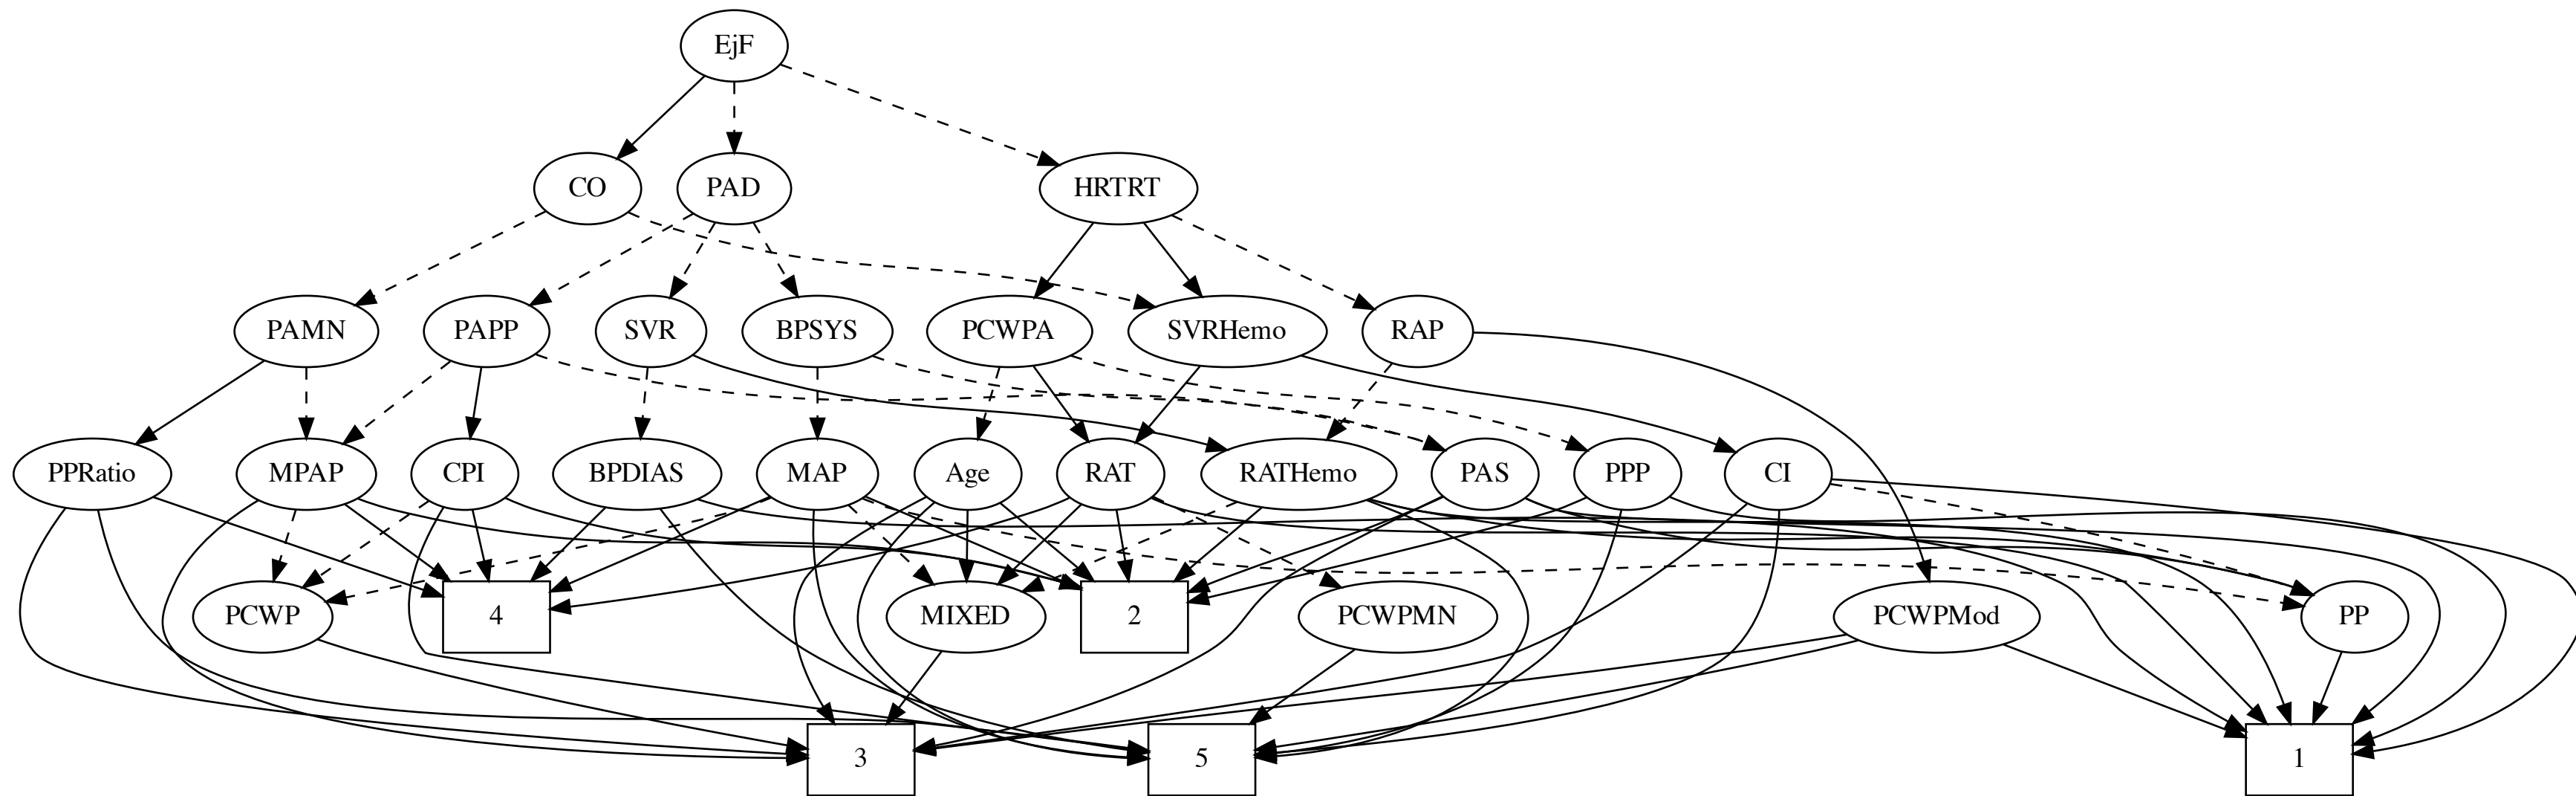 EjF
CO
PAD
HRTRT
PAMN
PAPP
SVR
BPSYS
PCWPA
SVRHemo
RAP
PPRatio
MPAP
CPI
BPDIAS
MAP
Age
RAT
RATHemo
PAS
PPP
CI
PCWP
4
MIXED
2
PCWPMN
PCWPMod
PP
3
5
1